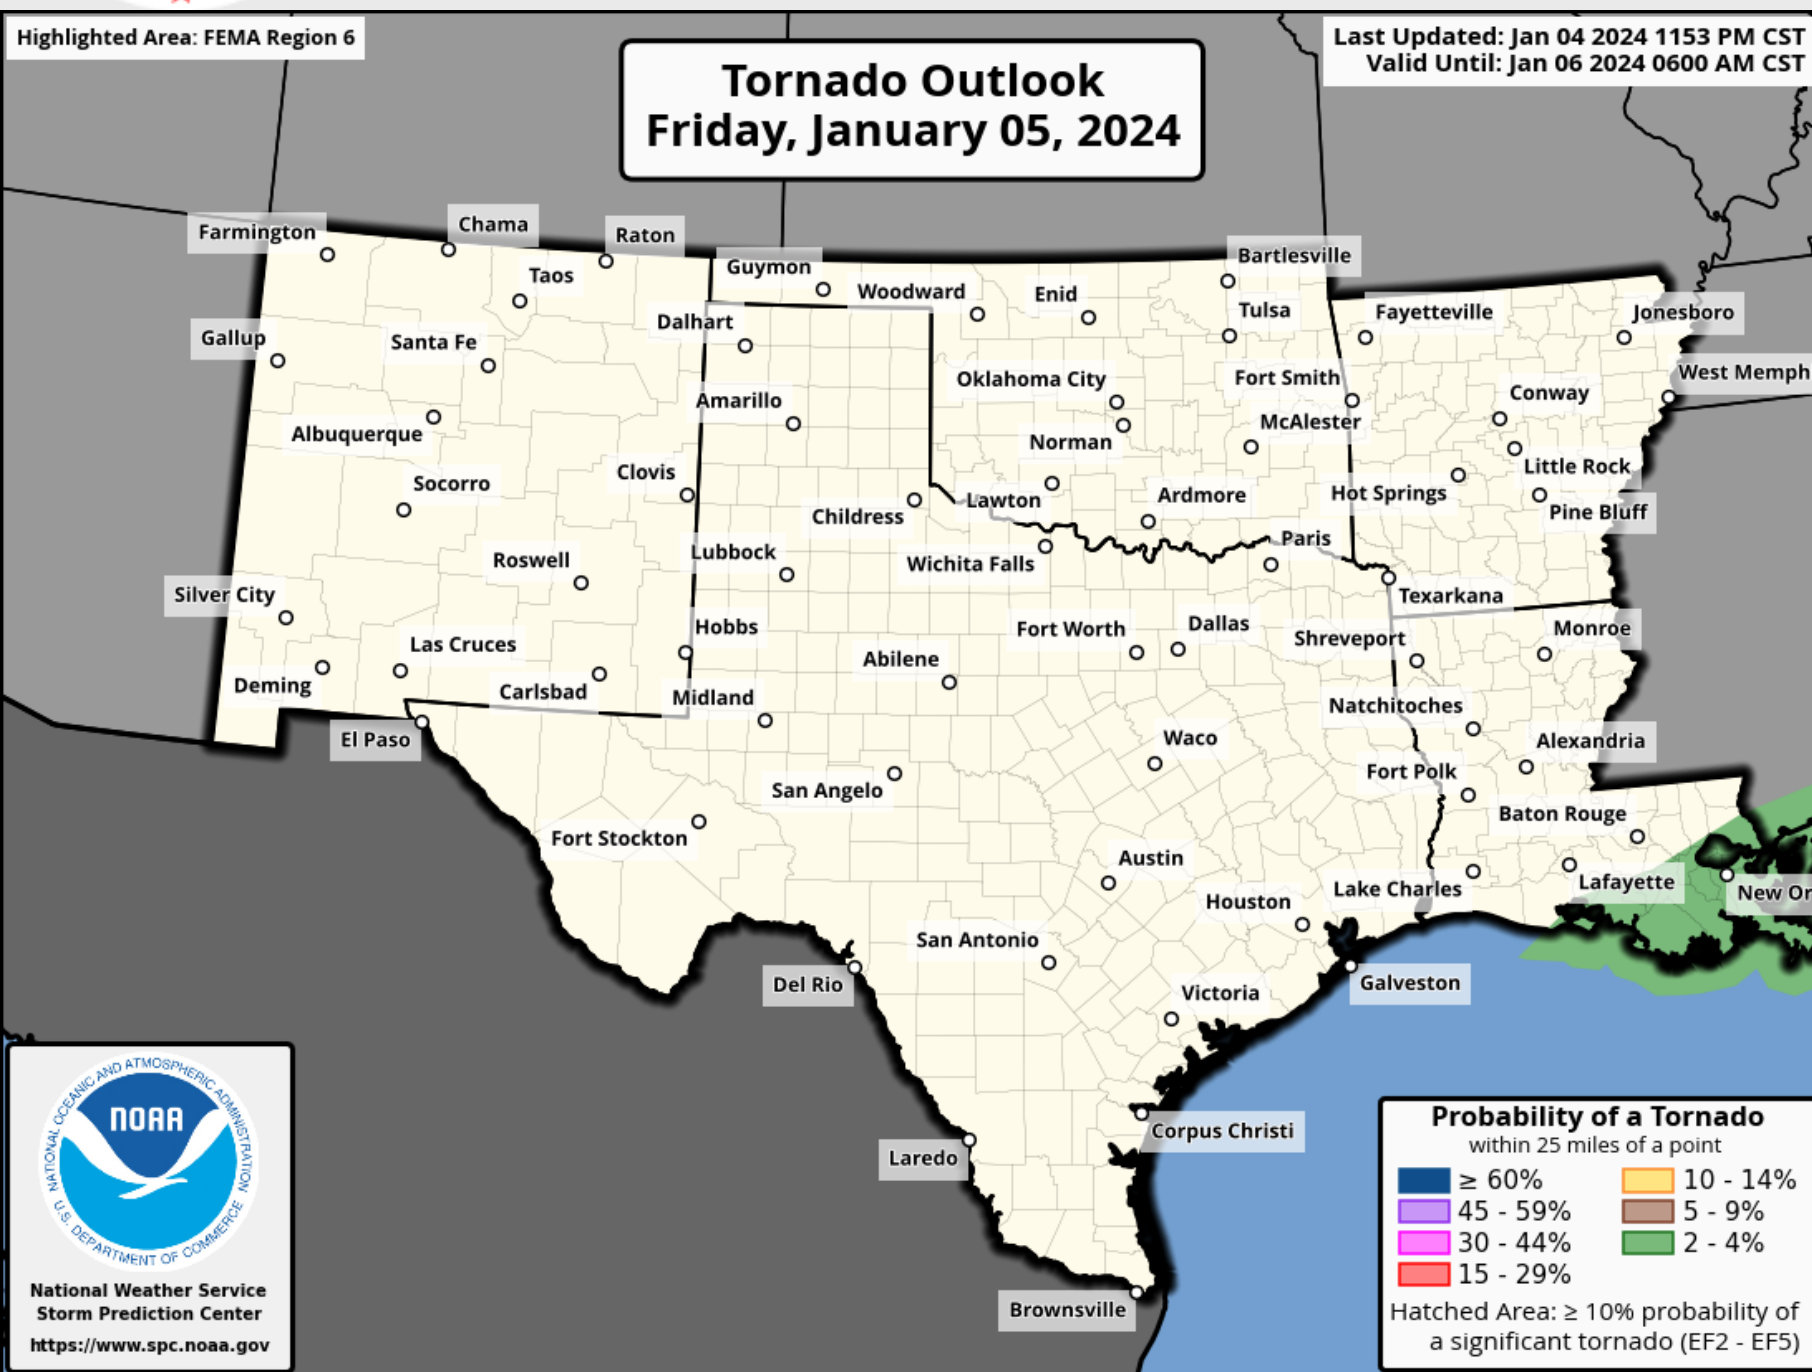 Highlighted Area: FEMA Region 6
Tornado Outlook
Friday, January 05, 2024
Last Updated: Jan 04 2024 1153 PM CST
Valid Until: Jan 06 2024 0600 AM CST
Farmington
Chama
Raton
Taos
Guymon
Woodward
Enid
Bartlesville
Tulsa
Fayetteville
Jonesboro
Gallup
Santa Fe
Dalhart
Oklahoma City
Fort Smith
West Memph
Conway
Amarillo
Albuquerque
Norman
McAlester
Little Rock
Socorro
Clovis
Childress
Lawton
Ardmore
Hot Springs
Pine Bluff
Roswell
Lubbock
Wichita Falls
Paris
Silver City
Texarkana
Las Cruces
Hobbs
Fort Worth
Dallas
Shreveport
Monroe
Deming
Carlsbad
Midland
Abilene
Natchitoches
El Paso
Waco
Alexandria
San Angelo
Fort Polk
Fort Stockton
Baton Rouge
Austin
Lake Charles
Lafayette
New Or
Houston
San Antonio
Del Rio
Victoria
Galveston
Corpus Christi
Laredo
Brownsville
NATIONAL OCEANIC AND ATMOSPHERIC ADMINISTRATION
NOAA
U.S. DEPARTMENT OF COMMERCE
National Weather Service
Storm Prediction Center
https://www.spc.noaa.gov
Probability of a Tornado
within 25 miles of a point
≥ 60%
45 - 59%
30 - 44%
15 - 29%
10 - 14%
5 - 9%
2 - 4%
Hatched Area: ≥ 10% probability of
a significant tornado (EF2 - EF5)